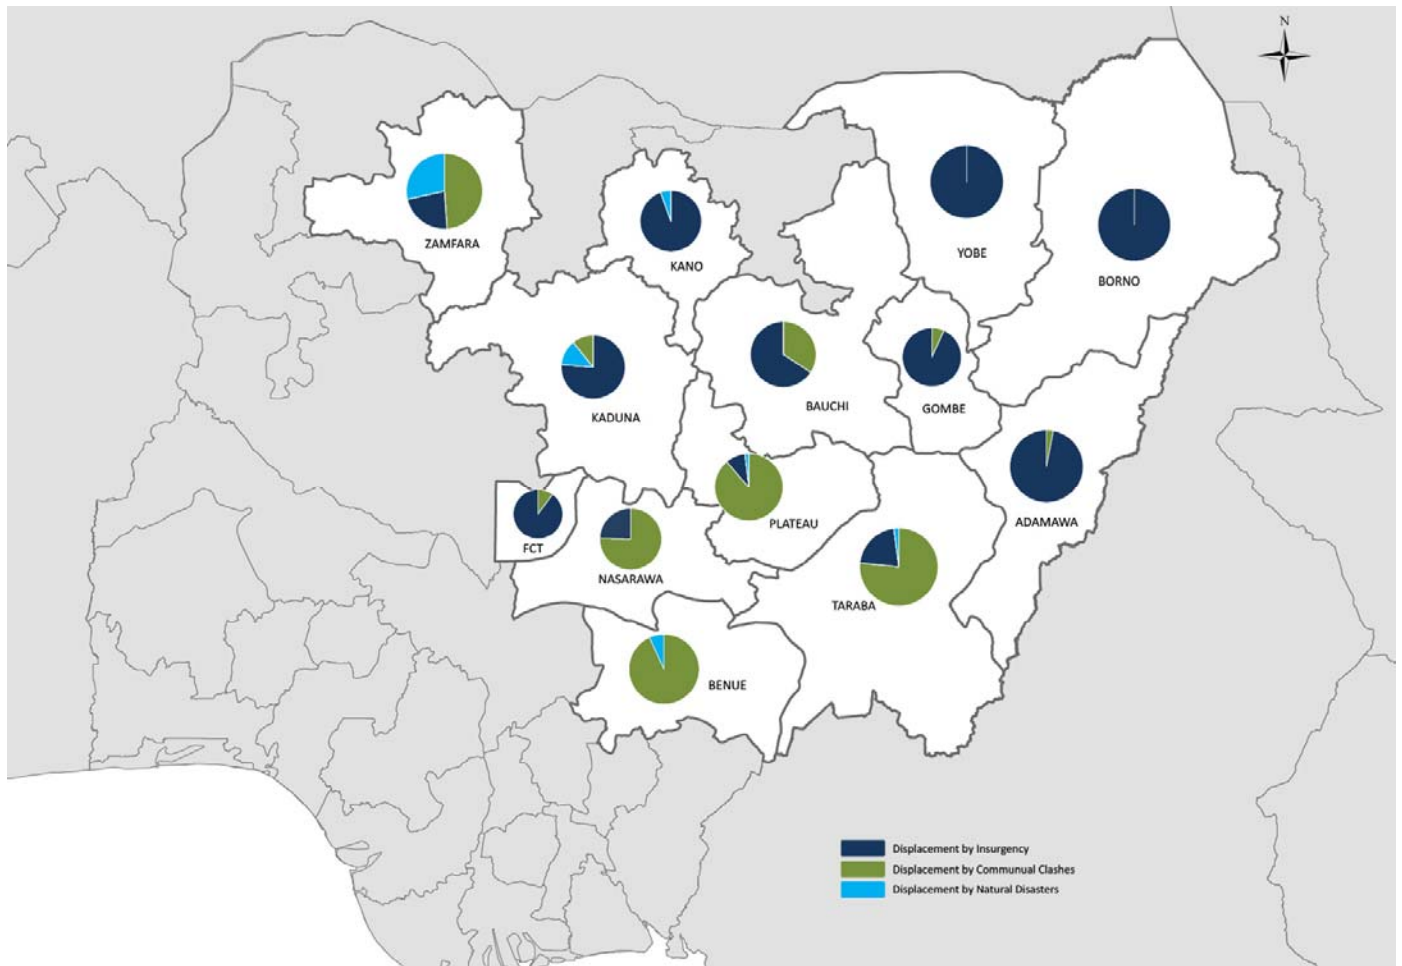 N
ZAMFARA
KANO
YOBE
BORNO
KADUNA
BAUCHI
GOMBE
PLATEAU
ADAMAWA
FCT
NASARAWA
TARABA
BENUE
Displacement by Insurgency
Displacement by Communual Clashes
Displacement by Natural Disasters